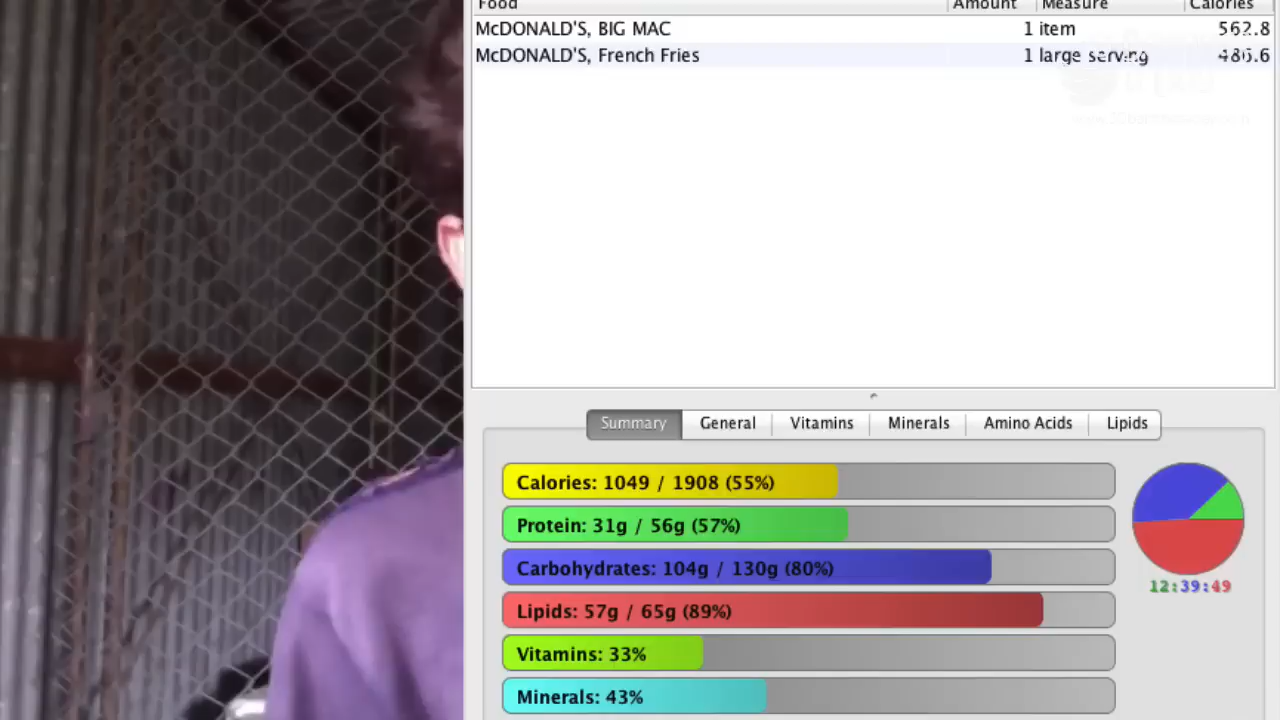 Food Amount Measure Calories
McDONALD'S, BIG MAC 1 item 562.8
McDONALD'S, French Fries 1 large serving 486.6
Summary General Vitamins Minerals Amino Acids Lipids
Calories: 1049 / 1908 (55%)
Protein: 31g / 56g (57%)
Carbohydrates: 104g / 130g (80%)
12:39:49
Lipids: 57g / 65g (89%)
Vitamins: 33%
Minerals: 43%